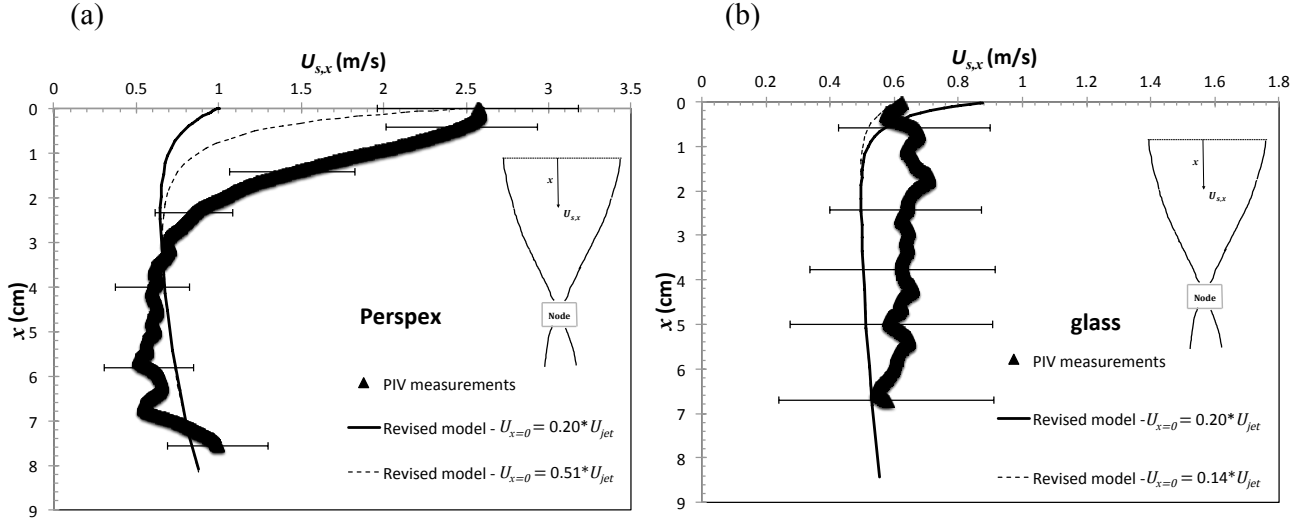 (a)
U_{s,x} (m/s)
0 0.5 1 1.5 2 2.5 3 3.5
0
1
2
3
4
5
6
7
8
9
x (cm)
x
U_{s,x}
Node
Perspex
PIV measurements
Revised model - U_{x=0} = 0.20*U_{jet}
Revised model - U_{x=0} = 0.51*U_{jet}
(b)
U_{s,x} (m/s)
0 0.2 0.4 0.6 0.8 1 1.2 1.4 1.6 1.8
0
1
2
3
4
5
6
7
8
9
x (cm)
x
U_{s,x}
Node
glass
PIV measurements
Revised model -U_{x=0} = 0.20*U_{jet}
Revised model -U_{x=0} = 0.14*U_{jet}